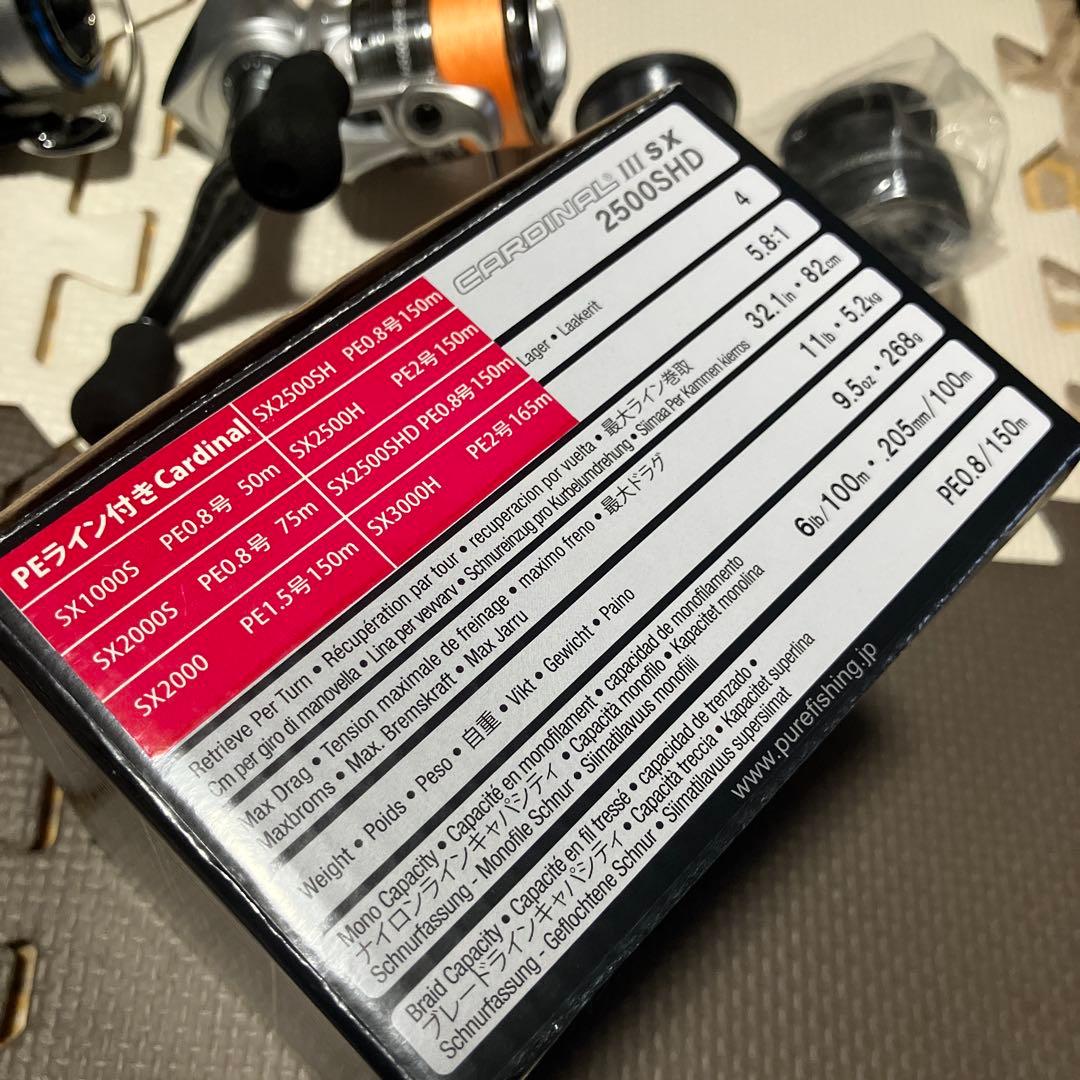 CARDINAL® III SX
2500SHD
4
Lager • Laakerit
5.8:1
PEライン付きCardinal
SX1000S PE0.8号 50m
SX2000S PE0.8号 75m
SX2000 PE1.5号150m
SX2500SH PE0.8号150m
SX2500H PE2号150m
SX2500SHD PE0.8号150m
SX3000H PE2号165m
Retrieve Per Turn • Récupération par tour • recuperacion por vuelta • 最大ライン巻取
Cm per giro di manovella • Lina per vevvarv • Schnureinzug pro Kurbelumdrehung • Siimaa Per Kammen kierros
32.1in • 82cm
Max Drag • Tension maximale de freinage • maximo freno • 最大ドラグ
Maxbroms • Max. Bremskraft • Max Jarru
11lb • 5.2kg
Weight • Poids • Peso • 自重 • Vikt • Gewicht • Paino
9.5oz • 268g
Mono Capacity • Capacité en monofilament • capacidad de monofilamento
ナイロンラインキャパシティ • Capacità monofilo • Kapacitet monolina
Schnurfassung - Monofile Schnur • Siimatilavuus monofiili
6lb/100m • .205mm/100m
Braid Capacity • Capacité en fil tressé • capacidad de trenzado •
ブレードラインキャパシティ • Capacità treccia • Kapacitet superlina
Schnurfassung - Geflochtene Schnur • Siimatilavuus supersiimat
PE0.8/150m
www.purefishing.jp